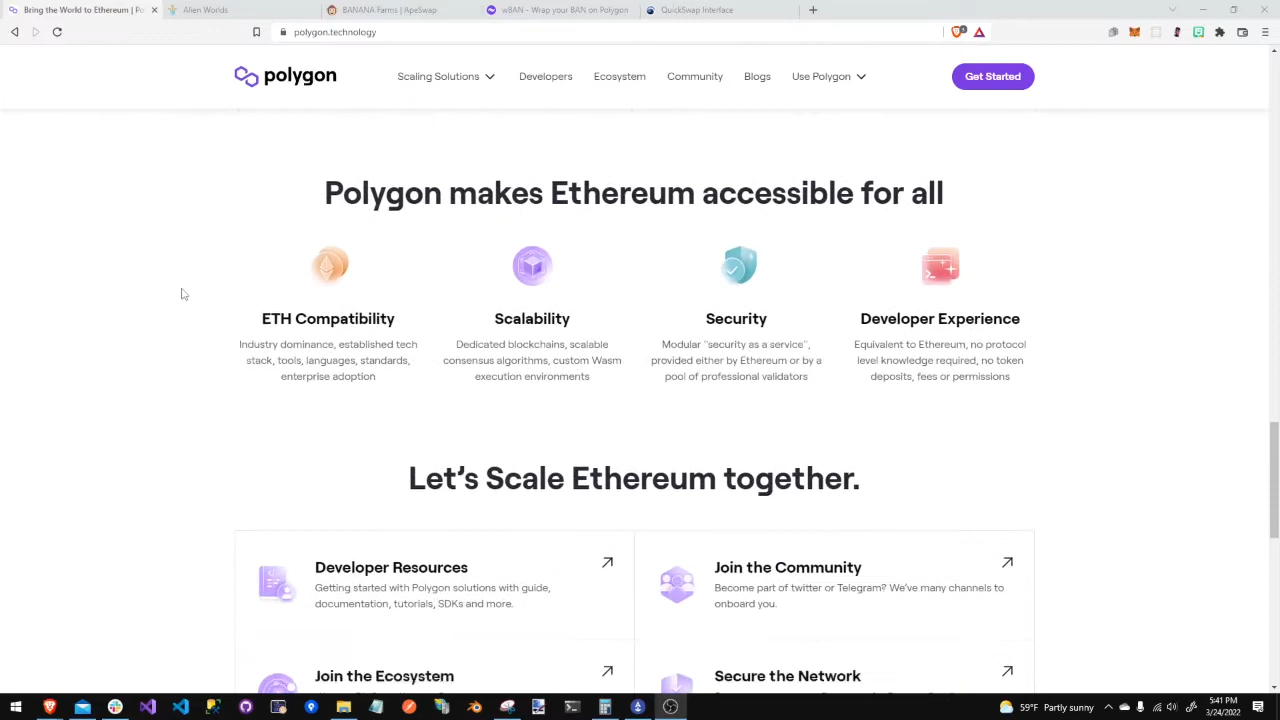 Bring the World to Ethereum | Po
Alien Worlds
BANANA Farms | ApeSwap
wBAN - Wrap your BAN on Polygon
QuickSwap Interface
polygon.technology
polygon
Scaling Solutions
Developers
Ecosystem
Community
Blogs
Use Polygon
Get Started
Polygon makes Ethereum accessible for all
ETH Compatibility
Industry dominance, established tech
stack, tools, languages, standards,
enterprise adoption
Scalability
Dedicated blockchains, scalable
consensus algorithms, custom Wasm
execution environments
Security
Modular "security as a service",
provided either by Ethereum or by a
pool of professional validators
Developer Experience
Equivalent to Ethereum, no protocol
level knowledge required, no token
deposits, fees or permissions
Let's Scale Ethereum together.
Developer Resources
Getting started with Polygon solutions with guide,
documentation, tutorials, SDKs and more.
Join the Community
Become part of twitter or Telegram? We've many channels to
onboard you.
Join the Ecosystem
Secure the Network
59°F Partly sunny
5:41 PM
3/24/2022